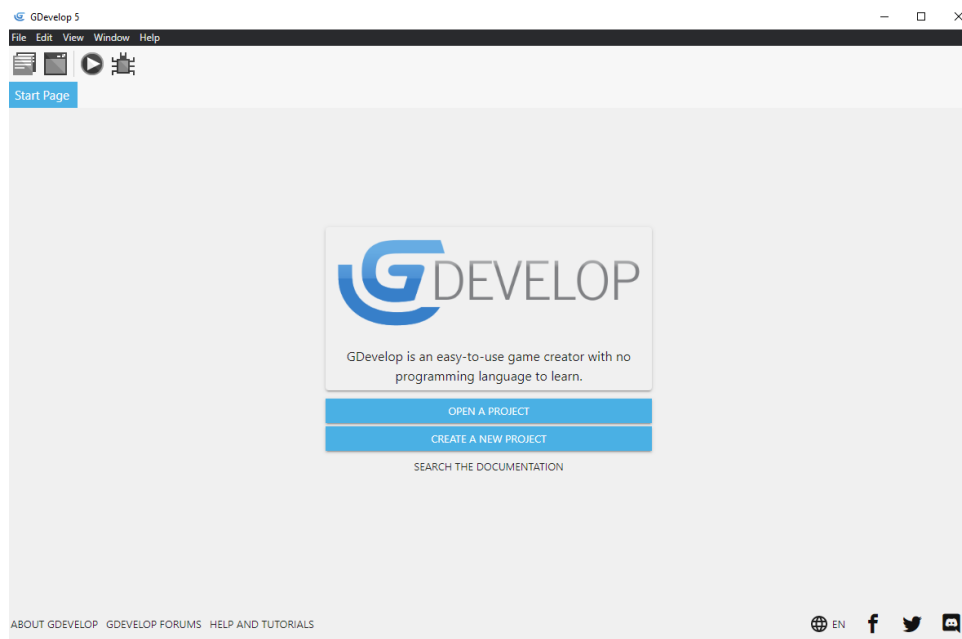 GDevelop 5
File Edit View Window Help
Start Page
GDEVELOP
GDevelop is an easy-to-use game creator with no
programming language to learn.
OPEN A PROJECT
CREATE A NEW PROJECT
SEARCH THE DOCUMENTATION
ABOUT GDEVELOP GDEVELOP FORUMS HELP AND TUTORIALS EN